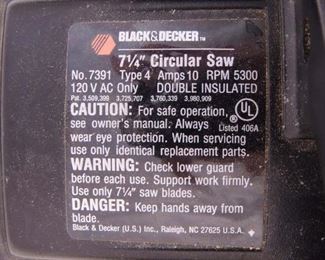 BLACK&DECKER™
7¼" Circular Saw
No. 7391 Type 4 Amps 10 RPM 5300
120 V AC Only DOUBLE INSULATED
Pat. 3,509,399 3,725,707 3,760,339 3,980,909
CAUTION: For safe operation,
see owner's manual. Always
wear eye protection. When servicing
use only identical replacement parts.
UL
®
Listed 406A
WARNING: Check lower guard
before each use. Support work firmly.
Use only 7¼" saw blades.
DANGER: Keep hands away from
blade.
Black & Decker (U.S.) Inc., Raleigh, NC 27625 U.S.A.